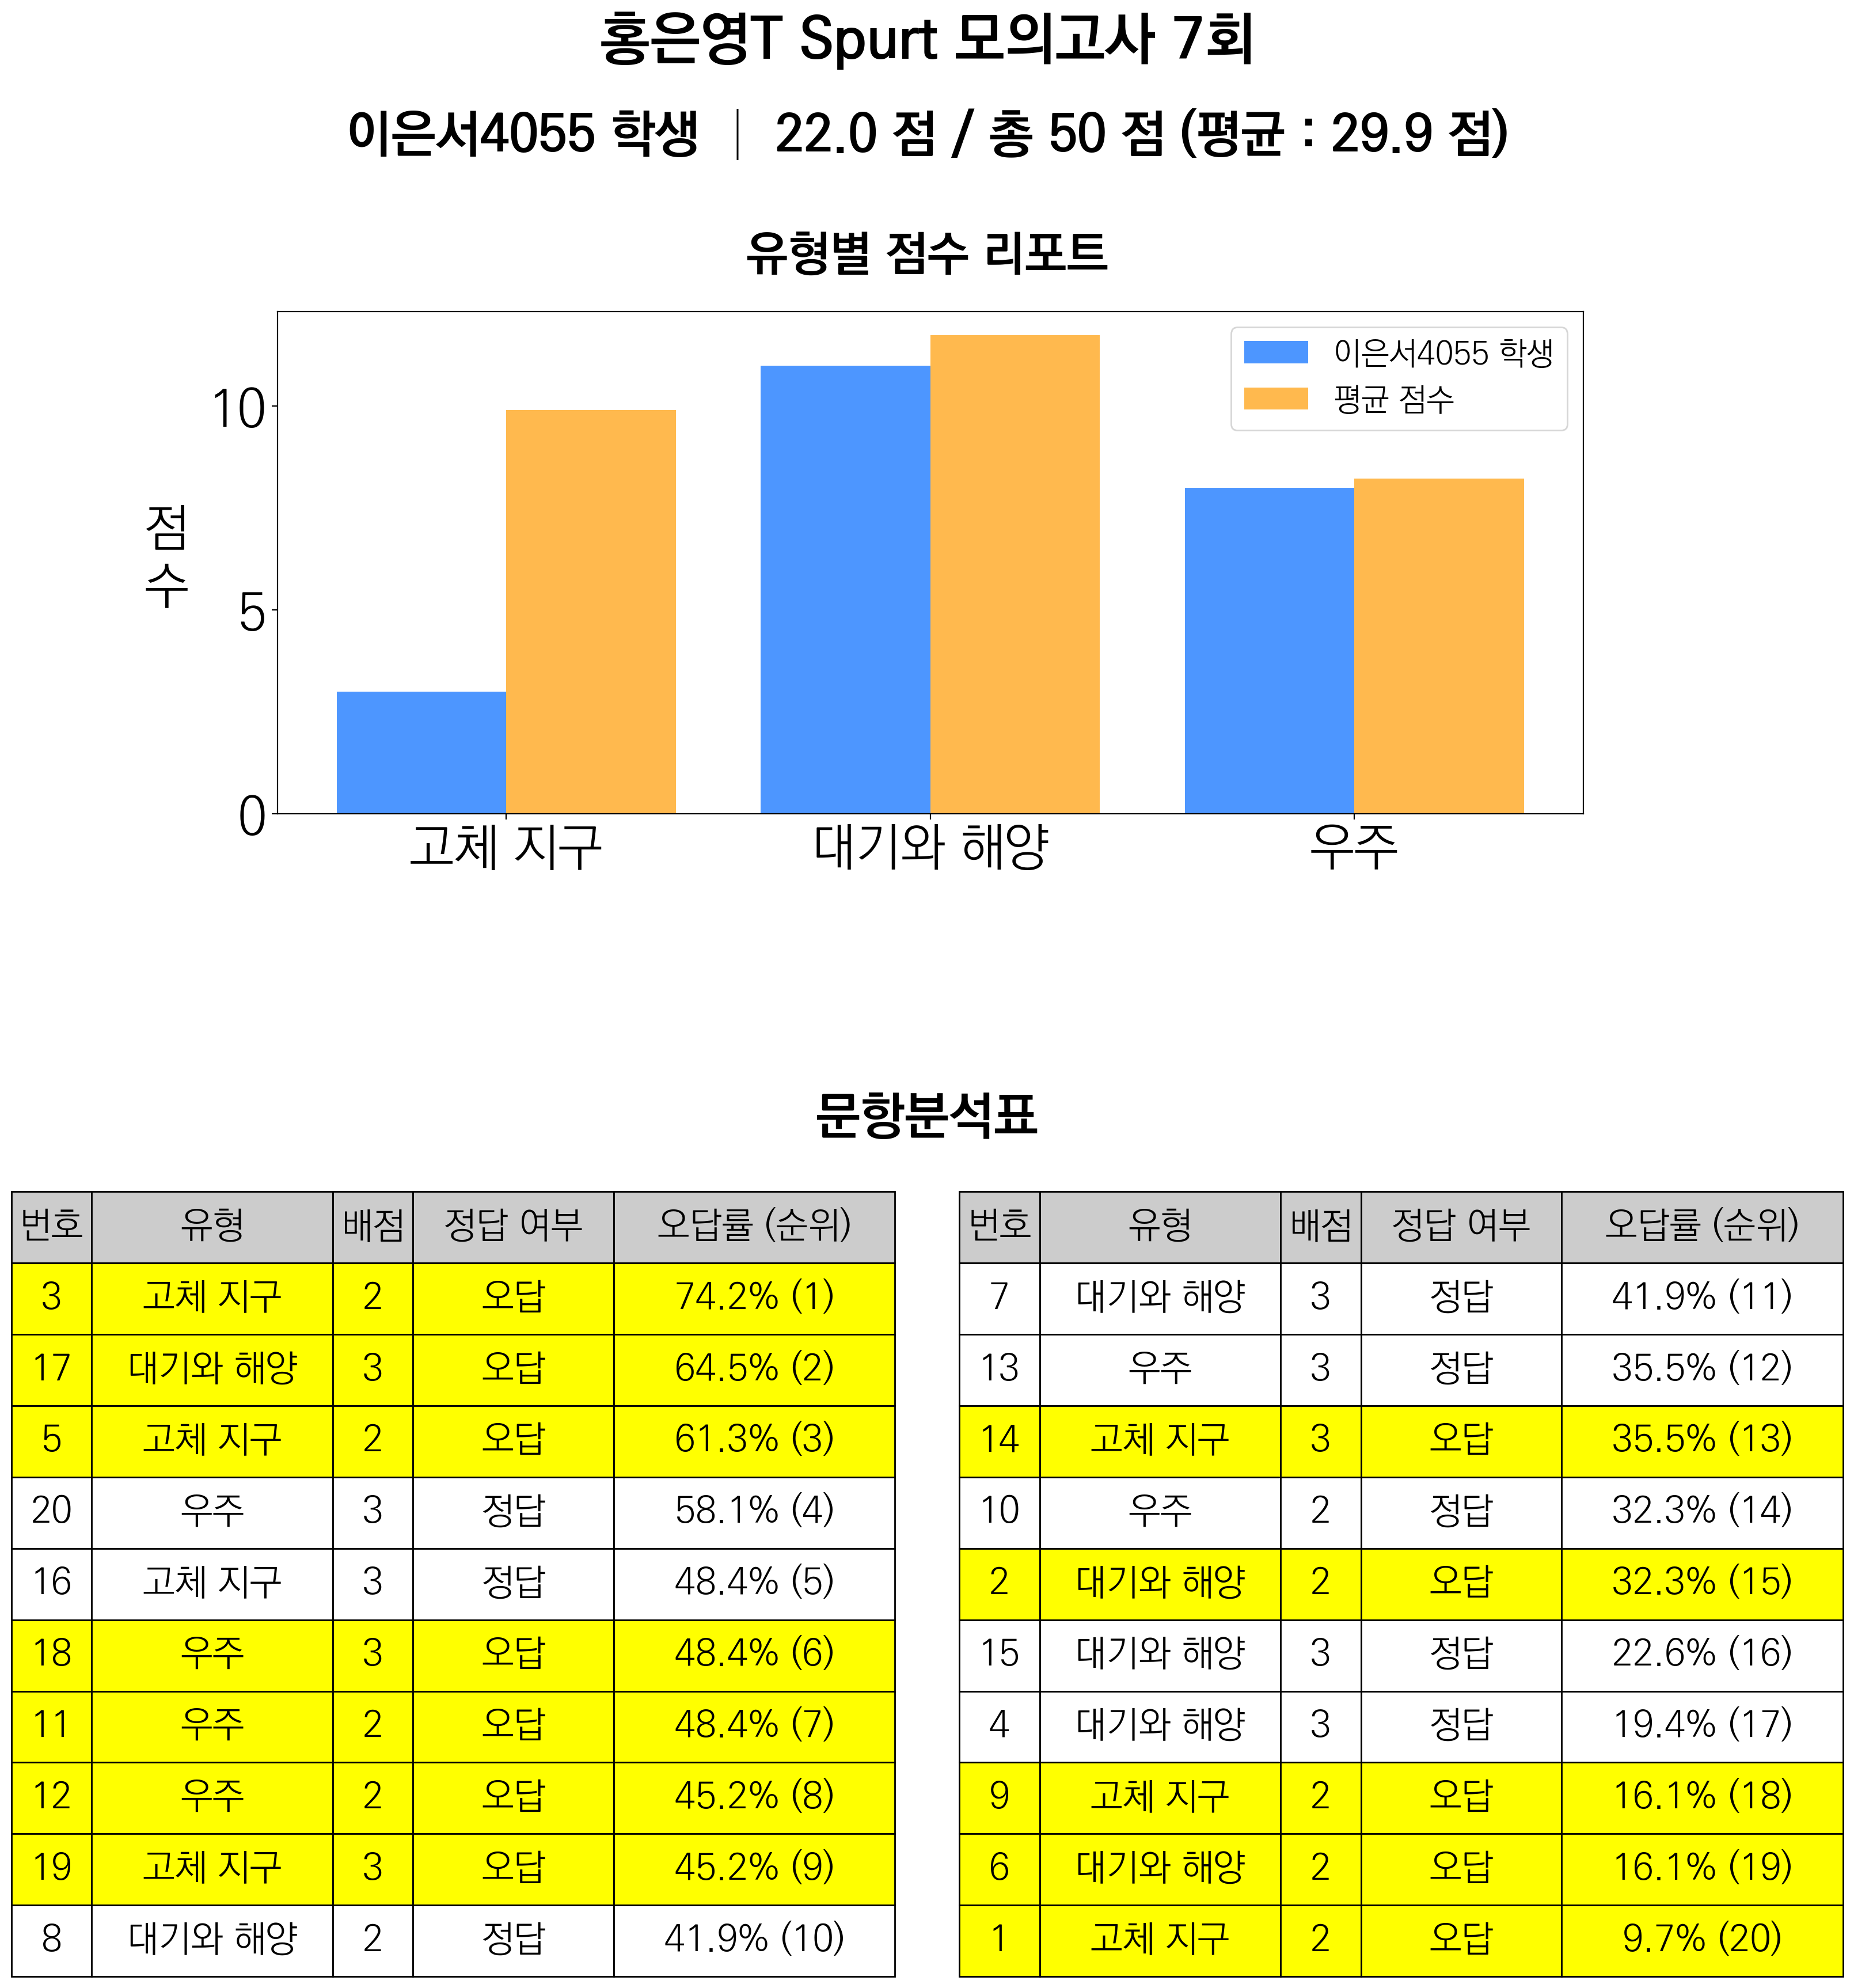 홍은영T Spurt 모의고사 7회
이은서4055 학생 │ 22.0 점 / 총 50 점 (평균 : 29.9 점)
유형별 점수 리포트
이은서4055 학생
평균 점수
10
5
0
점
수
고체 지구 대기와 해양 우주
문항분석표
번호 유형 배점 정답 여부 오답률 (순위)
3 고체 지구 2 오답 74.2% (1)
17 대기와 해양 3 오답 64.5% (2)
5 고체 지구 2 오답 61.3% (3)
20 우주 3 정답 58.1% (4)
16 고체 지구 3 정답 48.4% (5)
18 우주 3 오답 48.4% (6)
11 우주 2 오답 48.4% (7)
12 우주 2 오답 45.2% (8)
19 고체 지구 3 오답 45.2% (9)
8 대기와 해양 2 정답 41.9% (10)
번호 유형 배점 정답 여부 오답률 (순위)
7 대기와 해양 3 정답 41.9% (11)
13 우주 3 정답 35.5% (12)
14 고체 지구 3 오답 35.5% (13)
10 우주 2 정답 32.3% (14)
2 대기와 해양 2 오답 32.3% (15)
15 대기와 해양 3 정답 22.6% (16)
4 대기와 해양 3 정답 19.4% (17)
9 고체 지구 2 오답 16.1% (18)
6 대기와 해양 2 오답 16.1% (19)
1 고체 지구 2 오답 9.7% (20)